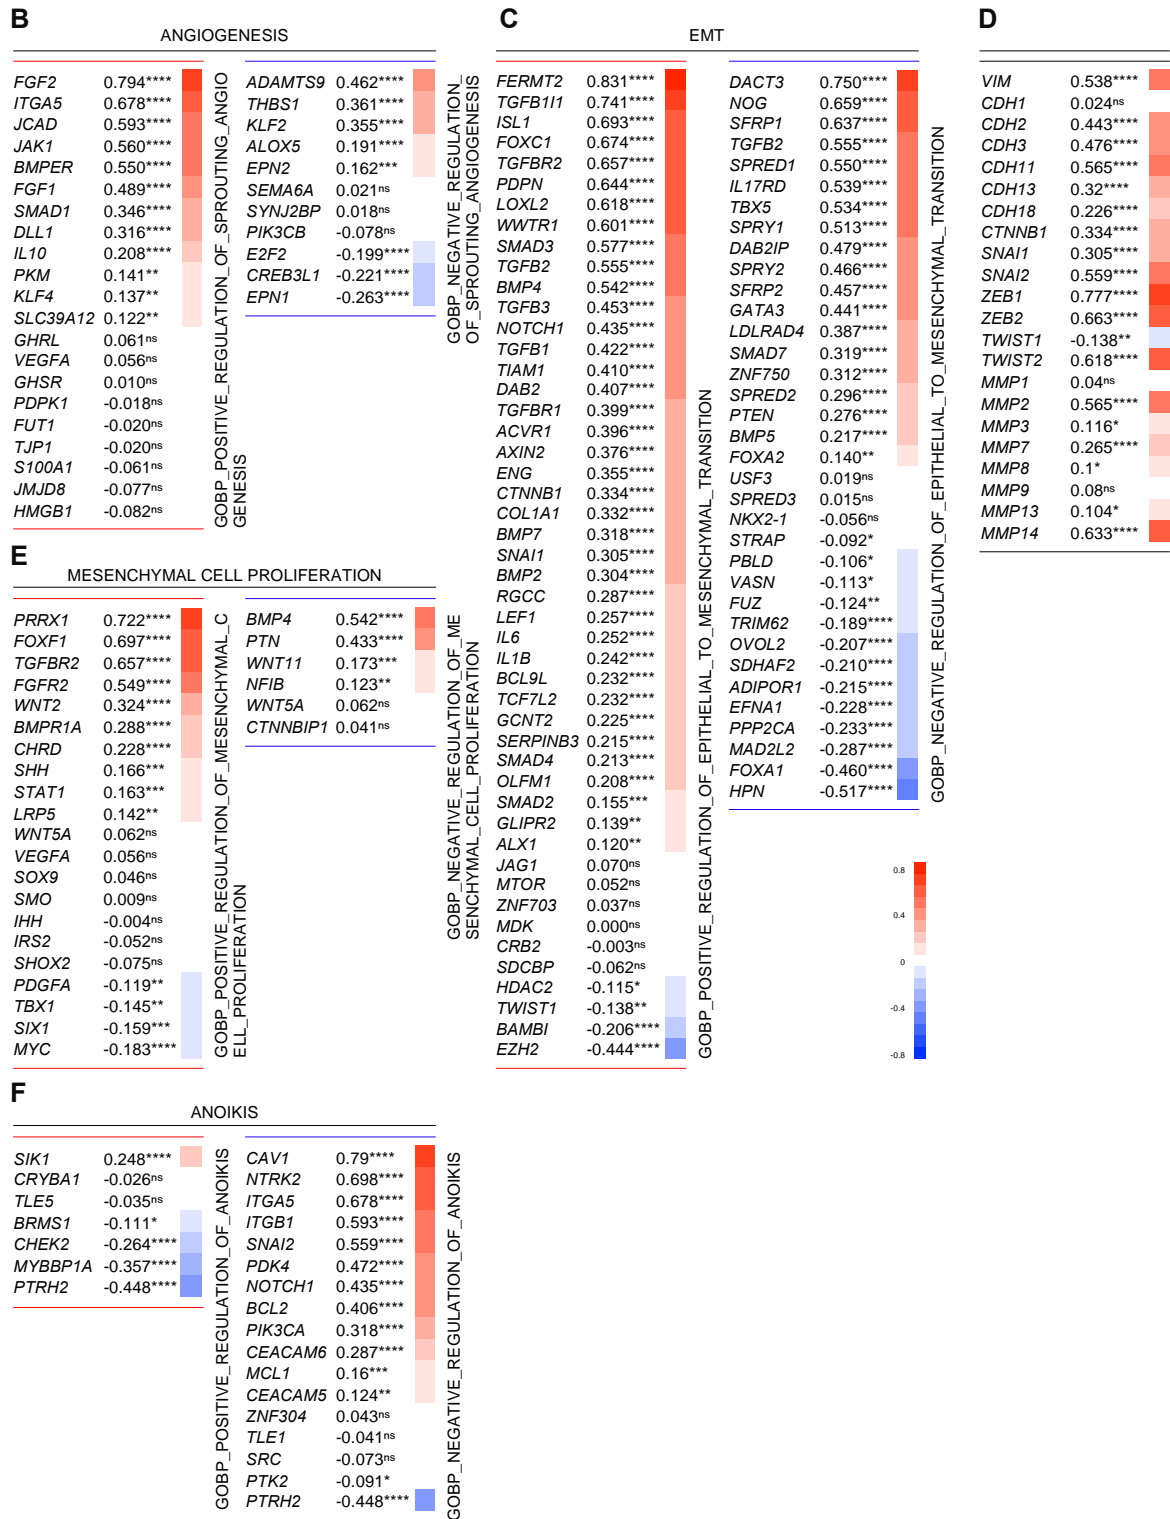 B
ANGIOGENESIS
FGF2 0.794****
ITGA5 0.678****
JCAD 0.593****
JAK1 0.560****
BMPER 0.550****
FGF1 0.489****
SMAD1 0.346****
DLL1 0.316****
IL10 0.208****
PKM 0.141**
KLF4 0.137**
SLC39A12 0.122**
GHRL 0.061ns
VEGFA 0.056ns
GHSR 0.010ns
PDPK1 -0.018ns
FUT1 -0.020ns
TJP1 -0.020ns
S100A1 -0.061ns
JMJD8 -0.077ns
HMGB1 -0.082ns
GOBP_POSITIVE_REGULATION_OF_SPROUTING_ANGIO
GENESIS
ADAMTS9 0.462****
THBS1 0.361****
KLF2 0.355****
ALOX5 0.191****
EPN2 0.162***
SEMA6A 0.021ns
SYNJ2BP 0.018ns
PIK3CB -0.078ns
E2F2 -0.199****
CREB3L1 -0.221****
EPN1 -0.263****
GOBP_NEGATIVE_REGULATION_
OF_SPROUTING_ANGIOGENESIS
C
EMT
FERMT2 0.831****
TGFB1I1 0.741****
ISL1 0.693****
FOXC1 0.674****
TGFBR2 0.657****
PDPN 0.644****
LOXL2 0.618****
WWTR1 0.601****
SMAD3 0.577****
TGFB2 0.555****
BMP4 0.542****
TGFB3 0.453****
NOTCH1 0.435****
TGFB1 0.422****
TIAM1 0.410****
DAB2 0.407****
TGFBR1 0.399****
ACVR1 0.396****
AXIN2 0.376****
ENG 0.355****
CTNNB1 0.334****
COL1A1 0.332****
BMP7 0.318****
SNAI1 0.305****
BMP2 0.304****
RGCC 0.287****
LEF1 0.257****
IL6 0.252****
IL1B 0.242****
BCL9L 0.232****
TCF7L2 0.232****
GCNT2 0.225****
SERPINB3 0.215****
SMAD4 0.213****
OLFM1 0.208****
SMAD2 0.155***
GLIPR2 0.139**
ALX1 0.120**
JAG1 0.070ns
MTOR 0.052ns
ZNF703 0.037ns
MDK 0.000ns
CRB2 -0.003ns
SDCBP -0.062ns
HDAC2 -0.115*
TWIST1 -0.138**
BAMBI -0.206****
EZH2 -0.444****
GOBP_POSITIVE_REGULATION_OF_EPITHELIAL_TO_MESENCHYMAL_TRANSITION
DACT3 0.750****
NOG 0.659****
SFRP1 0.637****
TGFB2 0.555****
SPRED1 0.550****
IL17RD 0.539****
TBX5 0.534****
SPRY1 0.513****
DAB2IP 0.479****
SPRY2 0.466****
SFRP2 0.457****
GATA3 0.441****
LDLRAD4 0.387****
SMAD7 0.319****
ZNF750 0.312****
SPRED2 0.296****
PTEN 0.276****
BMP5 0.217****
FOXA2 0.140**
USF3 0.019ns
SPRED3 0.015ns
NKX2-1 -0.056ns
STRAP -0.092*
PBLD -0.106*
VASN -0.113*
FUZ -0.124**
TRIM62 -0.189****
OVOL2 -0.207****
SDHAF2 -0.210****
ADIPOR1 -0.215****
EFNA1 -0.228****
PPP2CA -0.233****
MAD2L2 -0.287****
FOXA1 -0.460****
HPN -0.517****
GOBP_NEGATIVE_REGULATION_OF_EPITHELIAL_TO_MESENCHYMAL_TRANSITION
D
VIM 0.538****
CDH1 0.024ns
CDH2 0.443****
CDH3 0.476****
CDH11 0.565****
CDH13 0.32****
CDH18 0.226****
CTNNB1 0.334****
SNAI1 0.305****
SNAI2 0.559****
ZEB1 0.777****
ZEB2 0.663****
TWIST1 -0.138**
TWIST2 0.618****
MMP1 0.04ns
MMP2 0.565****
MMP3 0.116*
MMP7 0.265****
MMP8 0.1*
MMP9 0.08ns
MMP13 0.104*
MMP14 0.633****
0.8
0.4
0
-0.4
-0.8
E
MESENCHYMAL CELL PROLIFERATION
PRRX1 0.722****
FOXF1 0.697****
TGFBR2 0.657****
FGFR2 0.549****
WNT2 0.324****
BMPR1A 0.288****
CHRD 0.228****
SHH 0.166***
STAT1 0.163***
LRP5 0.142**
WNT5A 0.062ns
VEGFA 0.056ns
SOX9 0.046ns
SMO 0.009ns
IHH -0.004ns
IRS2 -0.052ns
SHOX2 -0.075ns
PDGFA -0.119**
TBX1 -0.145**
SIX1 -0.159***
MYC -0.183****
GOBP_POSITIVE_REGULATION_OF_MESENCHYMAL_C
ELL_PROLIFERATION
BMP4 0.542****
PTN 0.433****
WNT11 0.173***
NFIB 0.123**
WNT5A 0.062ns
CTNNBIP1 0.041ns
GOBP_NEGATIVE_REGULATION_OF_ME
SENCHYMAL_CELL_PROLIFERATION
F
ANOIKIS
SIK1 0.248****
CRYBA1 -0.026ns
TLE5 -0.035ns
BRMS1 -0.111*
CHEK2 -0.264****
MYBBP1A -0.357****
PTRH2 -0.448****
GOBP_POSITIVE_REGULATION_OF_ANOIKIS
CAV1 0.79****
NTRK2 0.698****
ITGA5 0.678****
ITGB1 0.593****
SNAI2 0.559****
PDK4 0.472****
NOTCH1 0.435****
BCL2 0.406****
PIK3CA 0.318****
CEACAM6 0.287****
MCL1 0.16***
CEACAM5 0.124**
ZNF304 0.043ns
TLE1 -0.041ns
SRC -0.073ns
PTK2 -0.091*
PTRH2 -0.448****
GOBP_NEGATIVE_REGULATION_OF_ANOIKIS